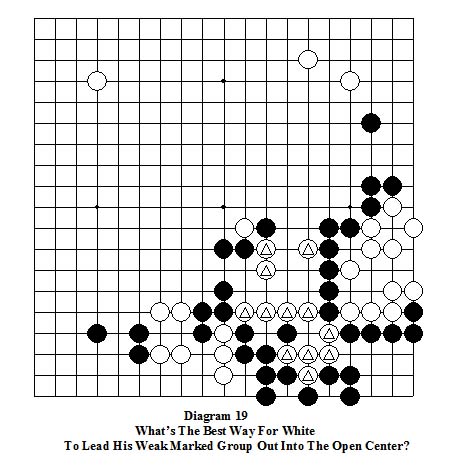 Diagram 19
What's The Best Way For White
To Lead His Weak Marked Group Out Into The Open Center?